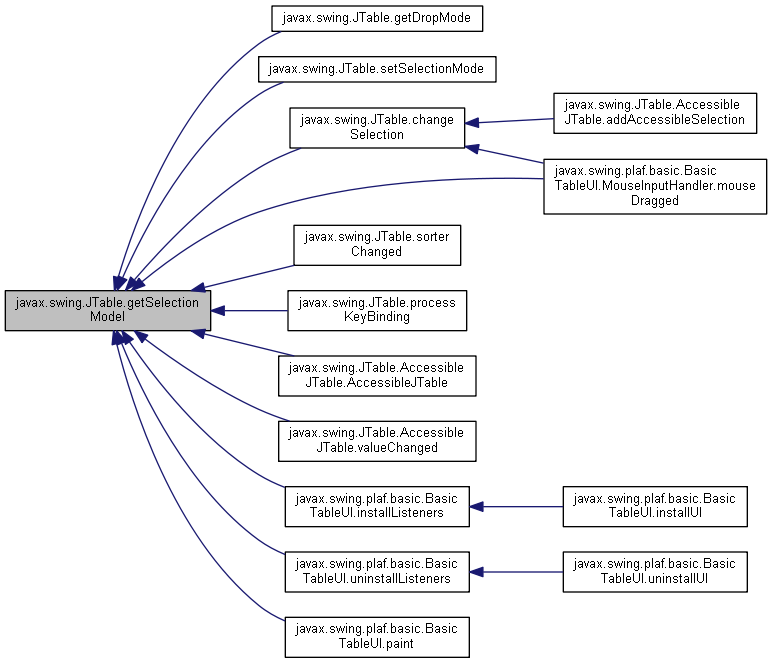 javax.swing.JTable.getDropMode
javax.swing.JTable.setSelectionMode
javax.swing.JTable.change
Selection
javax.swing.JTable.Accessible
JTable.addAccessibleSelection
javax.swing.plaf.basic.Basic
TableUI.MouseInputHandler.mouse
Dragged
javax.swing.JTable.sorter
Changed
javax.swing.JTable.getSelection
Model
javax.swing.JTable.process
KeyBinding
javax.swing.JTable.Accessible
JTable.AccessibleJTable
javax.swing.JTable.Accessible
JTable.valueChanged
javax.swing.plaf.basic.Basic
TableUI.installListeners
javax.swing.plaf.basic.Basic
TableUI.installUI
javax.swing.plaf.basic.Basic
TableUI.uninstallListeners
javax.swing.plaf.basic.Basic
TableUI.uninstallUI
javax.swing.plaf.basic.Basic
TableUI.paint